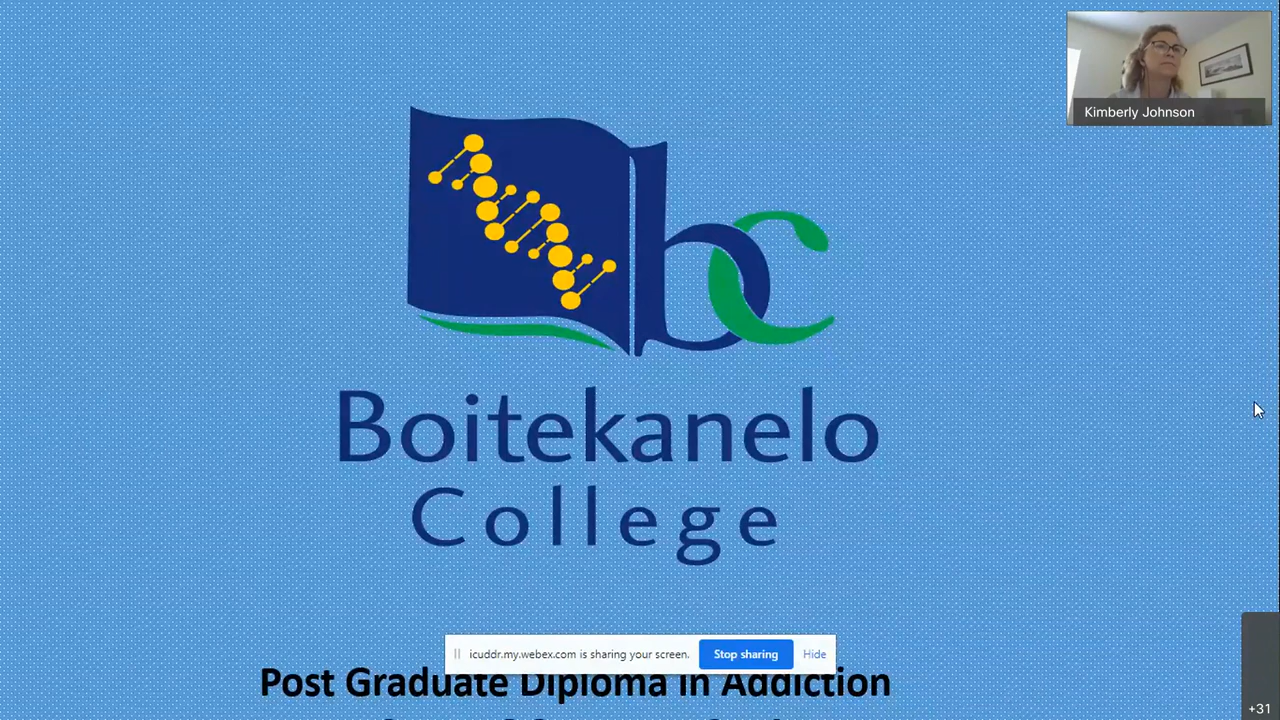 Kimberly Johnson
bc
Boitekanelo
College
icuddr.my.webex.com is sharing your screen. Stop sharing Hide
Post Graduate Diploma in Addiction
+31